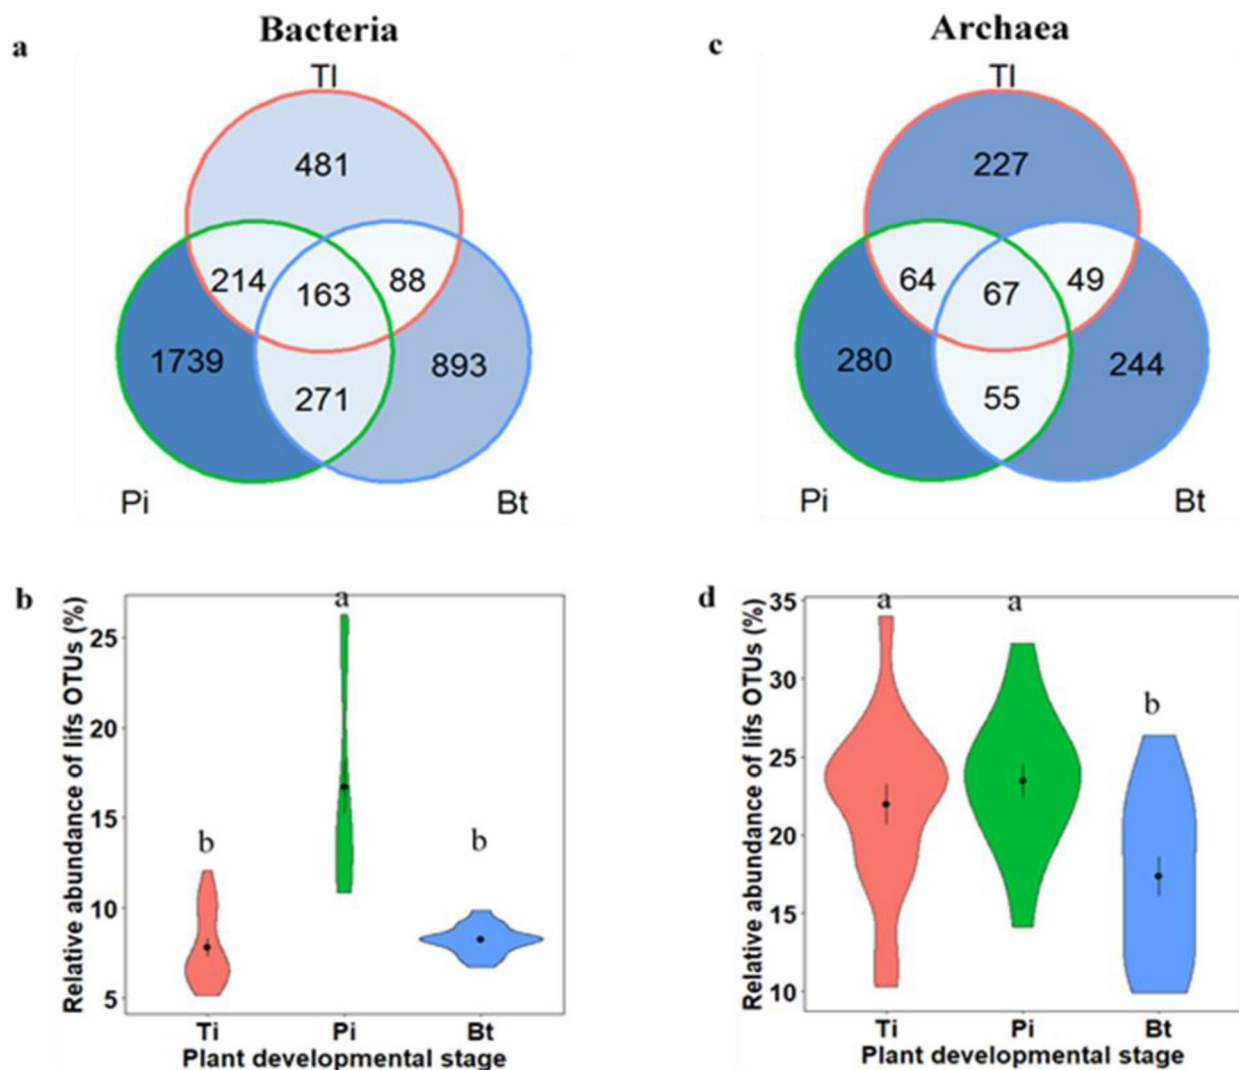 Bacteria
a
TI
481
214
163
88
1739
271
893
Pi
Bt
Archaea
c
TI
227
64
67
49
280
55
244
Pi
Bt
b
Relative abundance of lifs OTUs (%)
25
20
15
10
5
b
a
b
Ti
Pi
Bt
Plant developmental stage
d
Relative abundance of lifs OTUs (%)
35
30
25
20
15
10
a
a
b
Ti
Pi
Bt
Plant developmental stage